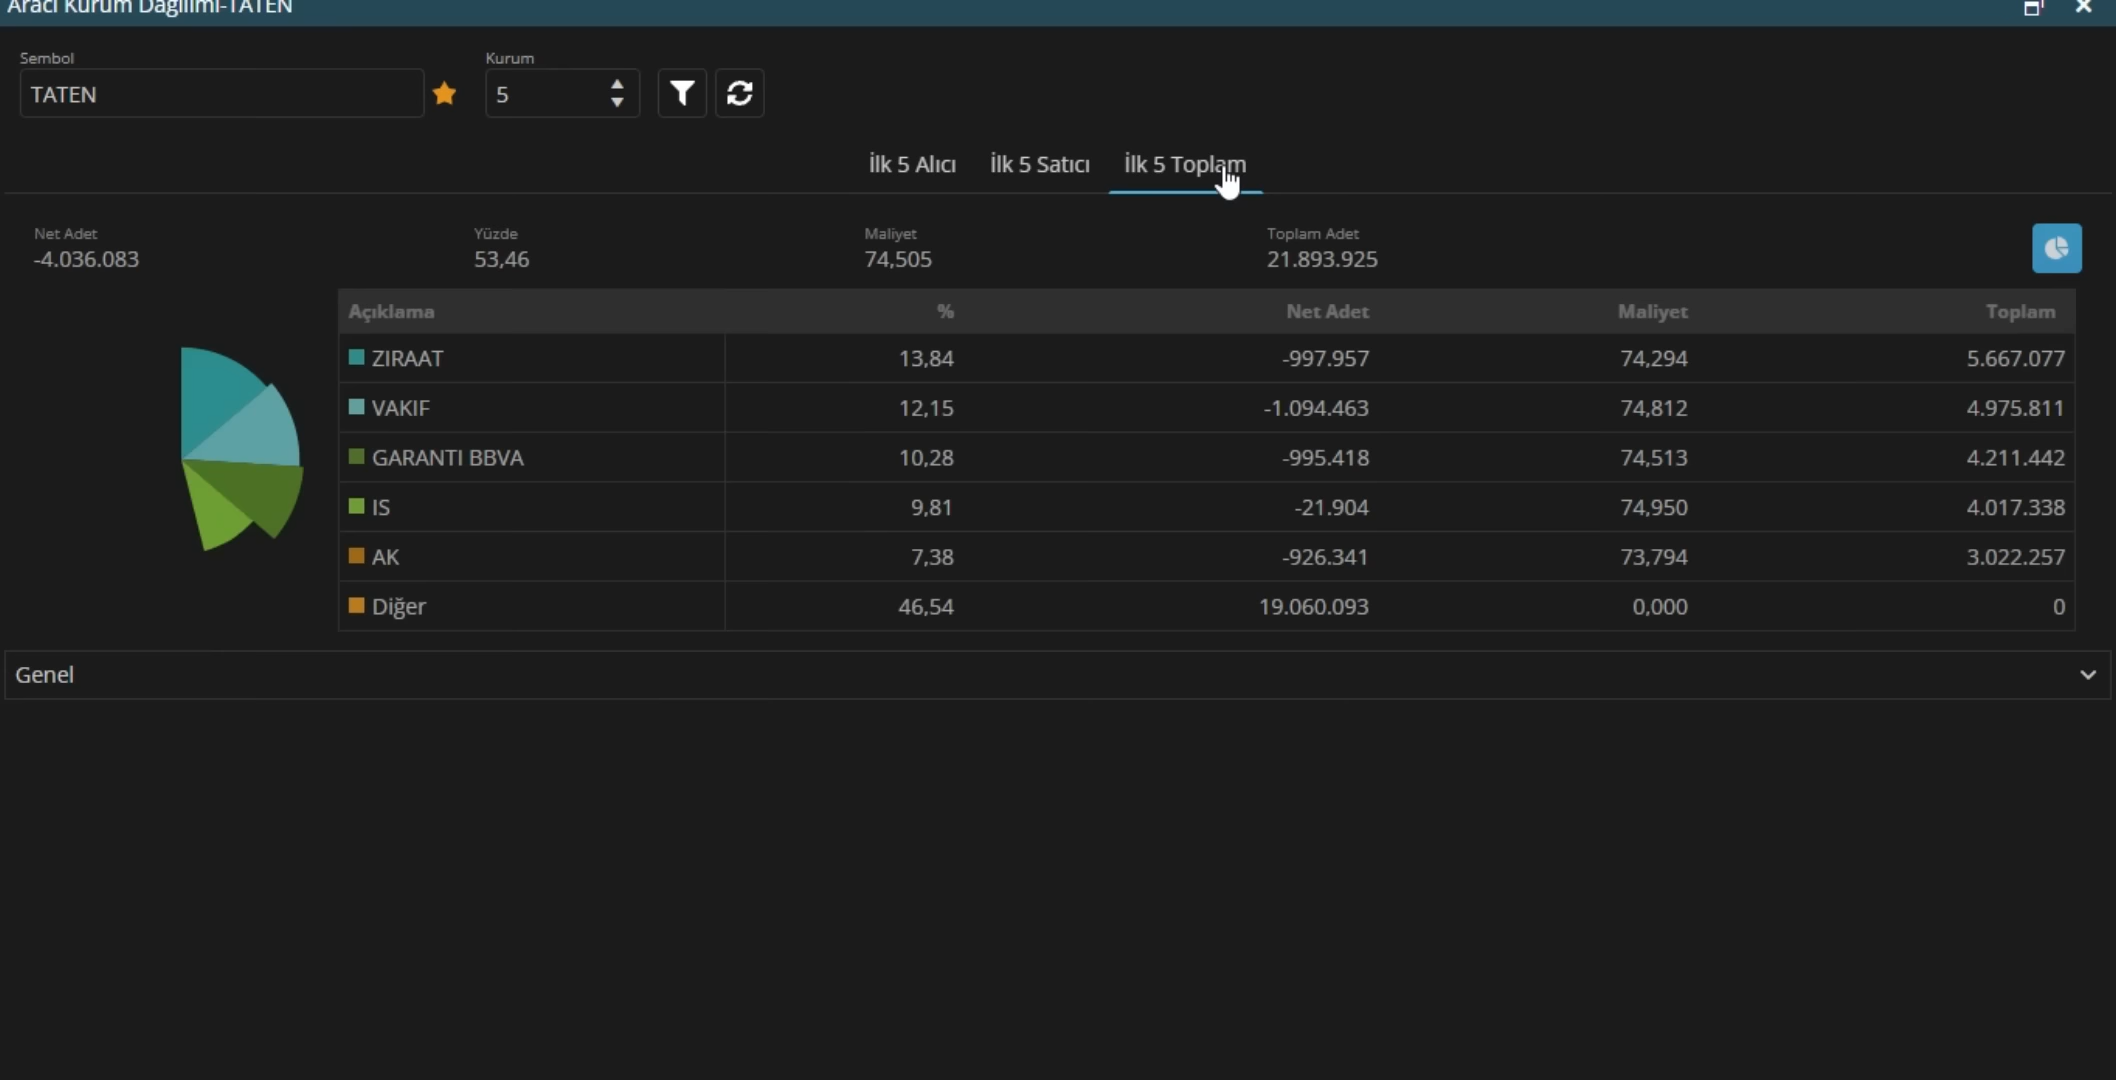 Aracı Kurum Dağılımı-TATEN
Sembol
Kurum
TATEN
5
İlk 5 Alıcı İlk 5 Satıcı İlk 5 Toplam
Net Adet Yüzde Maliyet Toplam Adet
-4.036.083 53,46 74,505 21.893.925
Açıklama % Net Adet Maliyet Toplam
ZIRAAT 13,84 -997.957 74,294 5.667.077
VAKIF 12,15 -1.094.463 74,812 4.975.811
GARANTI BBVA 10,28 -995.418 74,513 4.211.442
IS 9,81 -21.904 74,950 4.017.338
AK 7,38 -926.341 73,794 3.022.257
Diğer 46,54 19.060.093 0,000 0
Genel